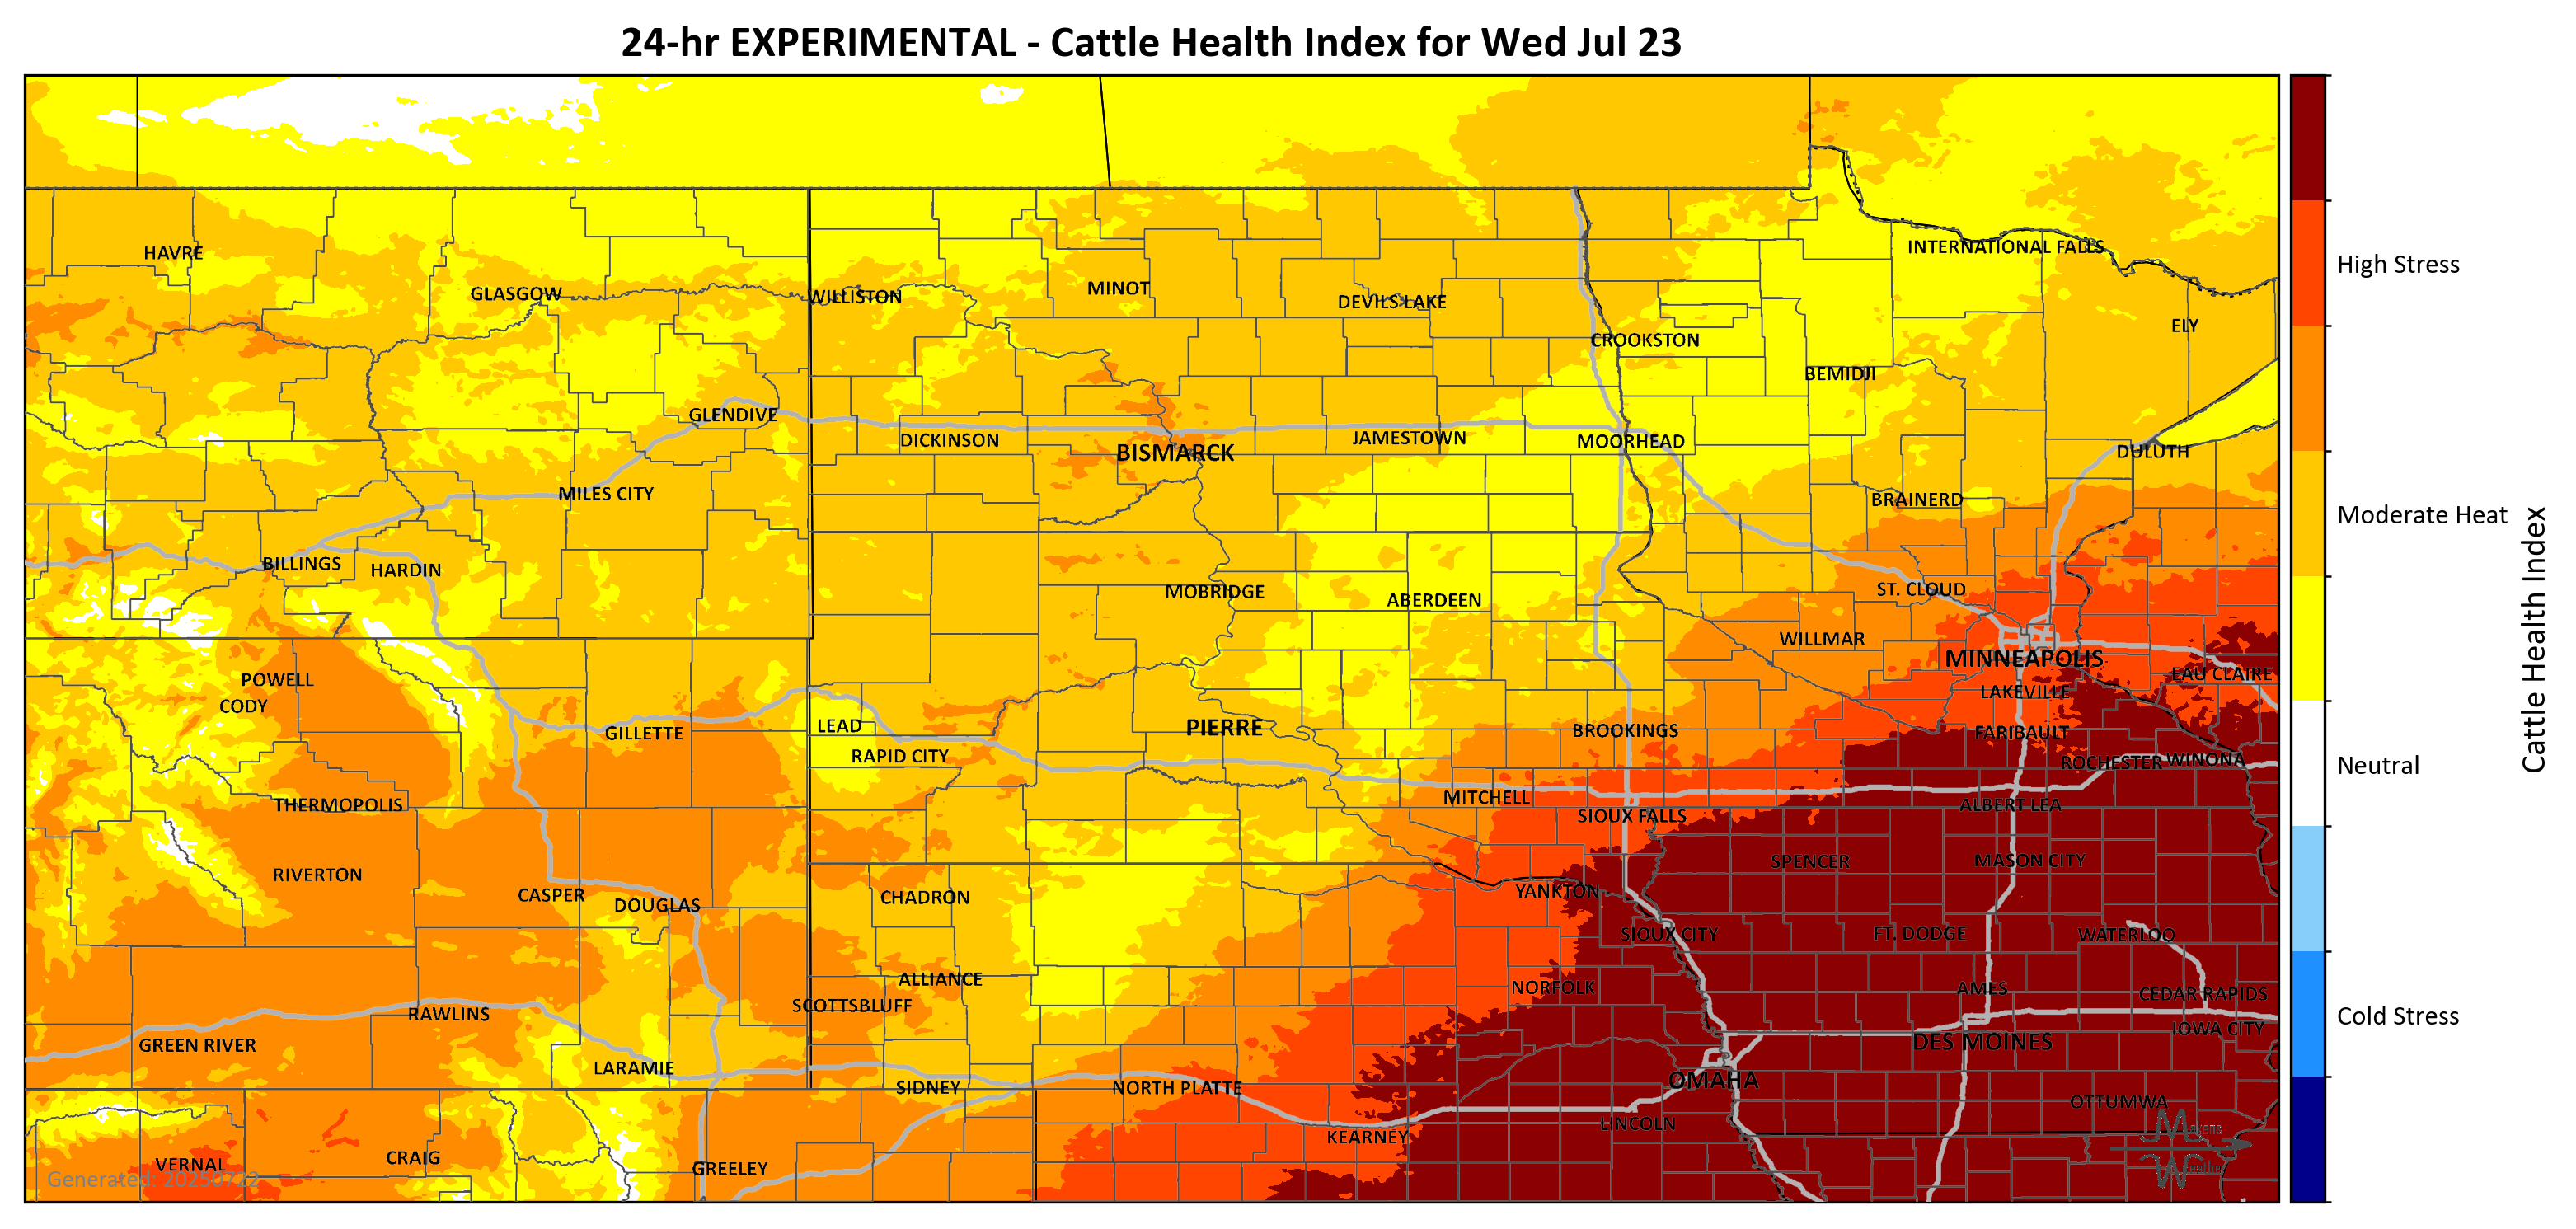 24-hr EXPERIMENTAL - Cattle Health Index for Wed Jul 23
HAVRE
GLASGOW
WILLISTON
MINOT
DEVILS LAKE
CROOKSTON
INTERNATIONAL FALLS
ELY
BEMIDJI
GLENDIVE
DICKINSON
BISMARCK
JAMESTOWN
MOORHEAD
DULUTH
MILES CITY
BRAINERD
BILLINGS
HARDIN
MOBRIDGE
ABERDEEN
ST. CLOUD
WILLMAR
MINNEAPOLIS
EAU CLAIRE
POWELL
CODY
LAKEVILLE
GILLETTE
LEAD
RAPID CITY
PIERRE
BROOKINGS
FARIBAULT
ROCHESTER
WINONA
THERMOPOLIS
MITCHELL
SIOUX FALLS
ALBERT LEA
RIVERTON
CASPER
DOUGLAS
CHADRON
YANKTON
SPENCER
MASON CITY
SIOUX CITY
FT. DODGE
WATERLOO
ALLIANCE
SCOTTSBLUFF
NORFOLK
AMES
CEDAR RAPIDS
RAWLINS
GREEN RIVER
LARAMIE
SIDNEY
NORTH PLATTE
OMAHA
DES MOINES
IOWA CITY
OTTUMWA
LINCOLN
KEARNEY
VERNAL
CRAIG
GREELEY
Generated: 20250722
High Stress
Moderate Heat
Neutral
Cold Stress
Cattle Health Index